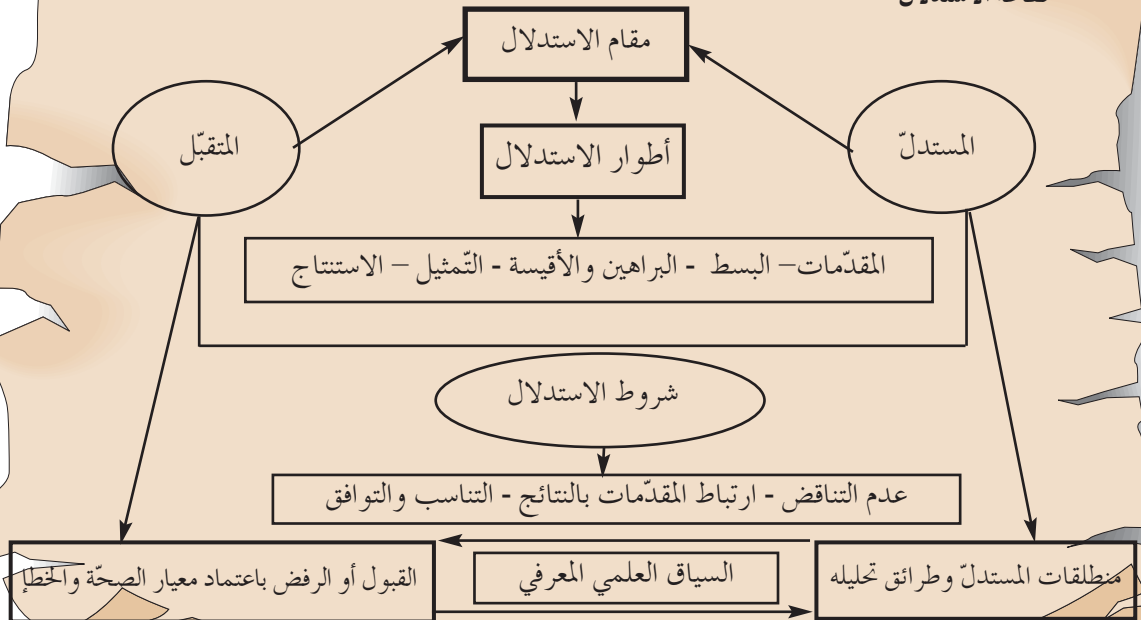 مقام الاستدلال
المستدلّ
المتقبّل
أطوار الاستدلال
المقدّمات– البسط - البراهين والأقيسة - التّمثيل – الاستنتاج
شروط الاستدلال
عدم التناقض - ارتباط المقدّمات بالنتائج - التناسب والتوافق
منطلقات المستدلّ وطرائق تحليله
السياق العلمي المعرفي
القبول أو الرفض باعتماد معيار الصحّة والخطإ